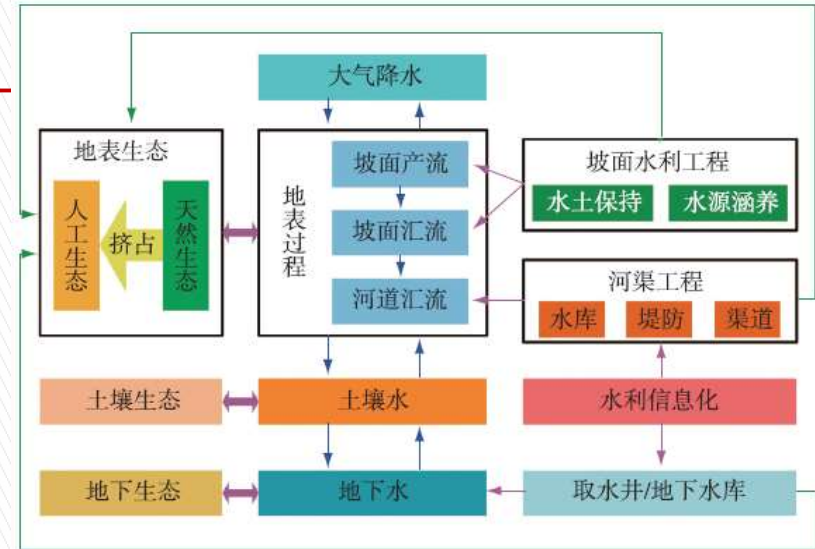 大气降水
地表生态
人工生态
挤占
天然生态
地表过程
坡面产流
坡面汇流
河道汇流
坡面水利工程
水土保持
水源涵养
河渠工程
水库
堤防
渠道
土壤生态
土壤水
水利信息化
地下生态
地下水
取水井/地下水库